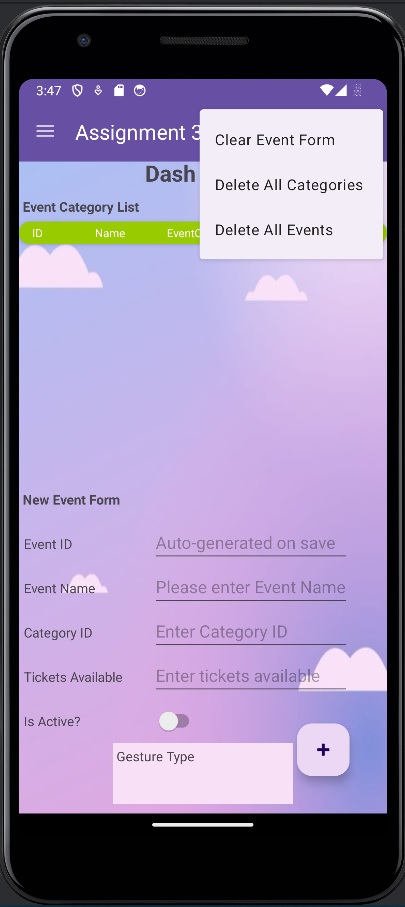 3:47
Assignment 3
Clear Event Form
Delete All Categories
Delete All Events
Dash
Event Category List
ID Name
New Event Form
Event ID Auto-generated on save
Event Name Please enter Event Name
Category ID Enter Category ID
Tickets Available Enter tickets available
Is Active?
+
Gesture Type